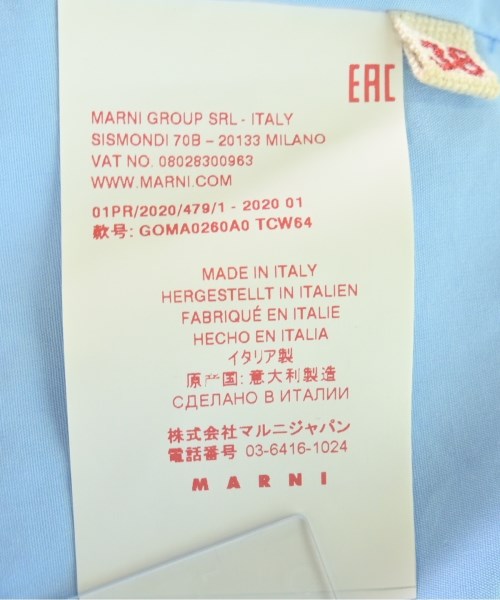 38
EAC
MARNI GROUP SRL - ITALY
SISMONDI 70B – 20133 MILANO
VAT NO. 08028300963
WWW.MARNI.COM
01PR/2020/479/1 - 2020 01
款号: GOMA0260A0 TCW64
MADE IN ITALY
HERGESTELLT IN ITALIEN
FABRIQUÉ EN ITALIE
HECHO EN ITALIA
イタリア製
原产国: 意大利製造
СДЕЛАНО В ИТАЛИИ
株式会社マルニジャパン
電話番号 03-6416-1024
MARNI